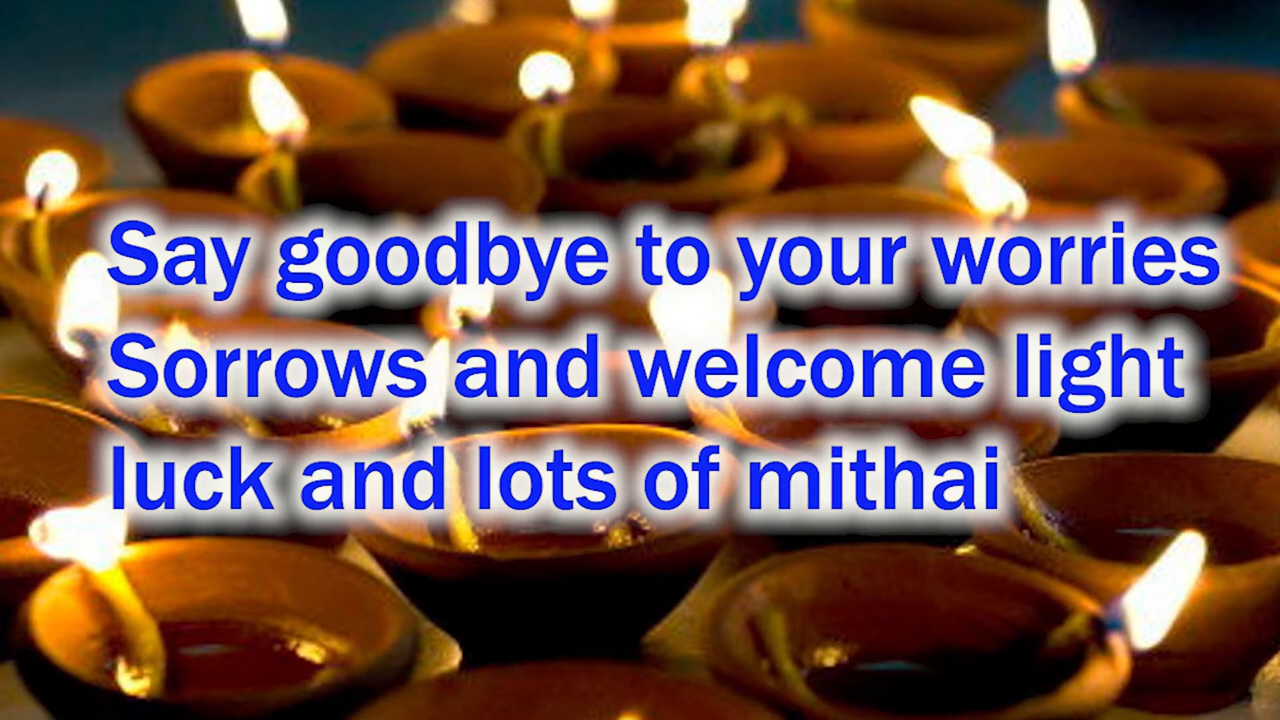 Say goodbye to your worries
Sorrows and welcome light
luck and lots of mithai